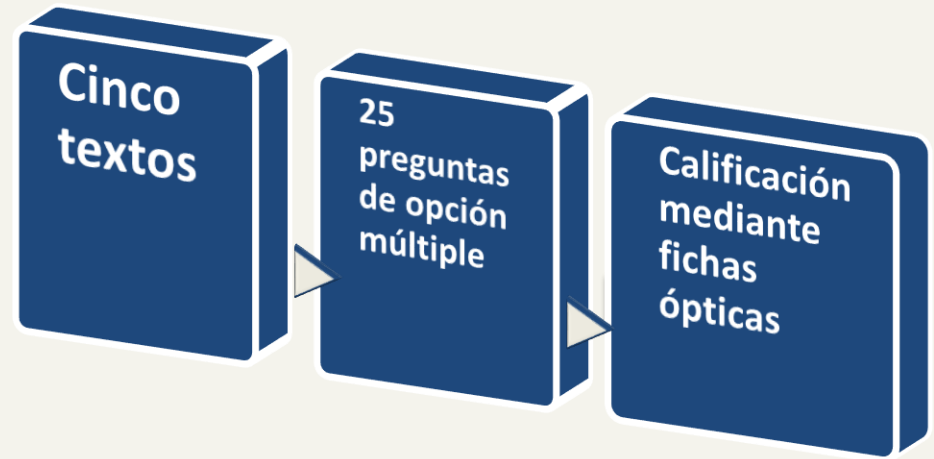 Cinco
textos
25
preguntas
de opción
múltiple
Calificación
mediante
fichas
ópticas